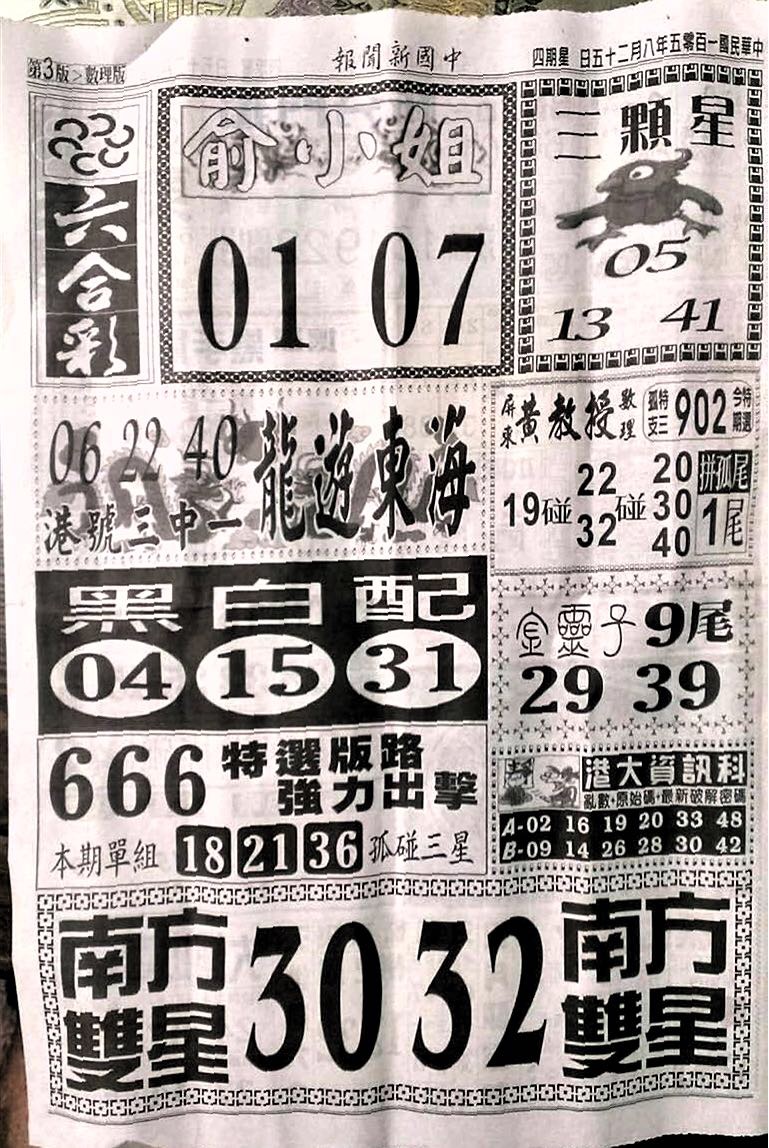 第3版>數理版
報聞新國中
中華民國一百零五年八月二十五日 星期四
六合彩
俞小姐
01 07
三顆星
05
13 41
06 22 40
港號三中一
龍遊東海
屏東黃教授數理
孤特支三 902 今特期選
19碰 22 32 碰 20 30 40
拼孤尾
1尾
黑白配
04 15 31
金靈子 9尾
29 39
666 特選版路
強力出擊
本期單組 18 21 36 孤碰三星
港大資訊科
亂數+原始碼+最新破解密碼
A-02 16 19 20 33 48
B-09 14 26 28 30 42
南方雙星
30 32
南方雙星